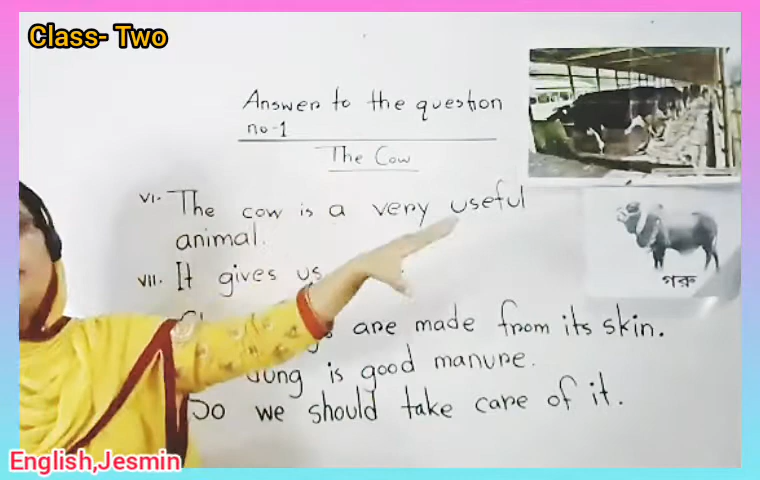 Class- Two
Answer to the question
no-1
The Cow
VI. The cow is a very useful
animal.
VII. It gives us
are made from its skin.
dung is good manure.
So we should take care of it.
গরু
English,Jesmin